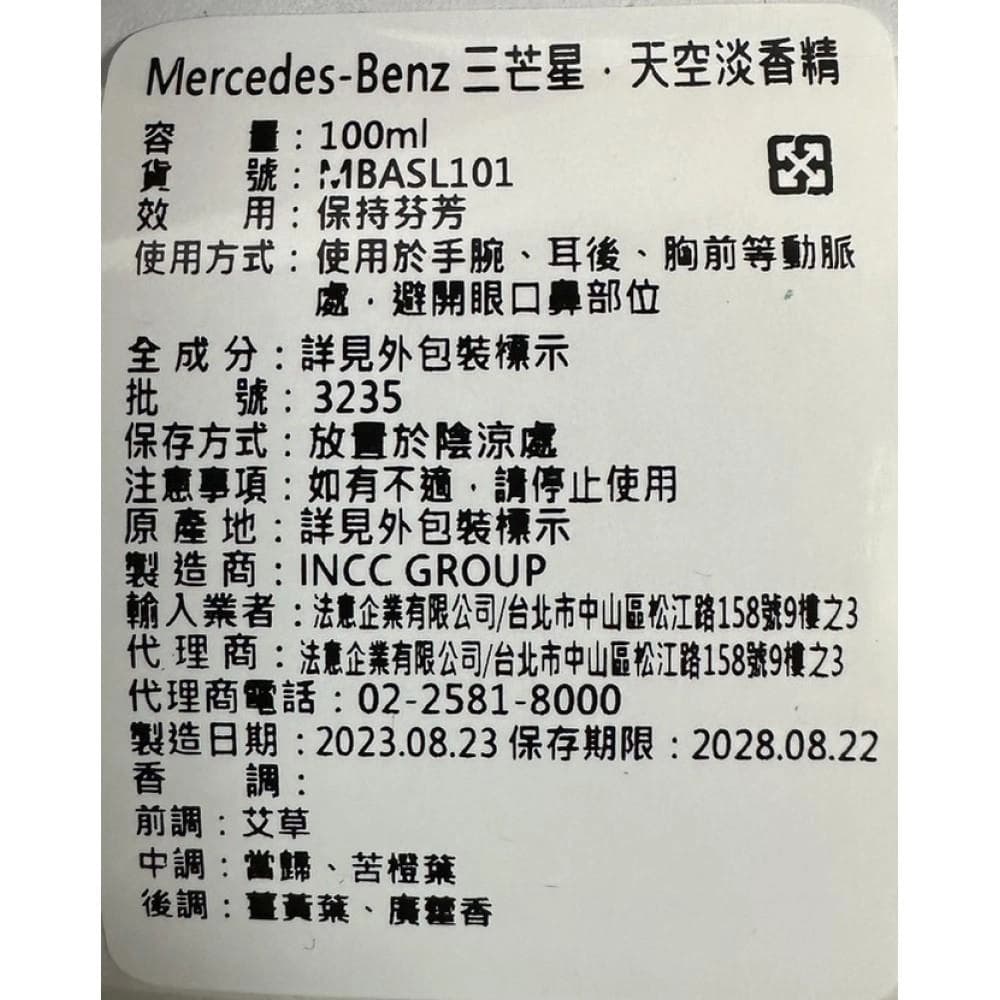 Mercedes-Benz 三芒星．天空淡香精
容量：100ml
貨號：MBASL101
效用：保持芬芳
使用方式：使用於手腕、耳後、胸前等動脈
處．避開眼口鼻部位
全成分：詳見外包裝標示
批號：3235
保存方式：放置於陰涼處
注意事項：如有不適．請停止使用
原產地：詳見外包裝標示
製造商：INCC GROUP
輸入業者：法意企業有限公司/台北市中山區松江路158號9樓之3
代理商：法意企業有限公司/台北市中山區松江路158號9樓之3
代理商電話：02-2581-8000
製造日期：2023.08.23 保存期限：2028.08.22
香調：
前調：艾草
中調：當歸、苦橙葉
後調：薑黃葉、廣藿香